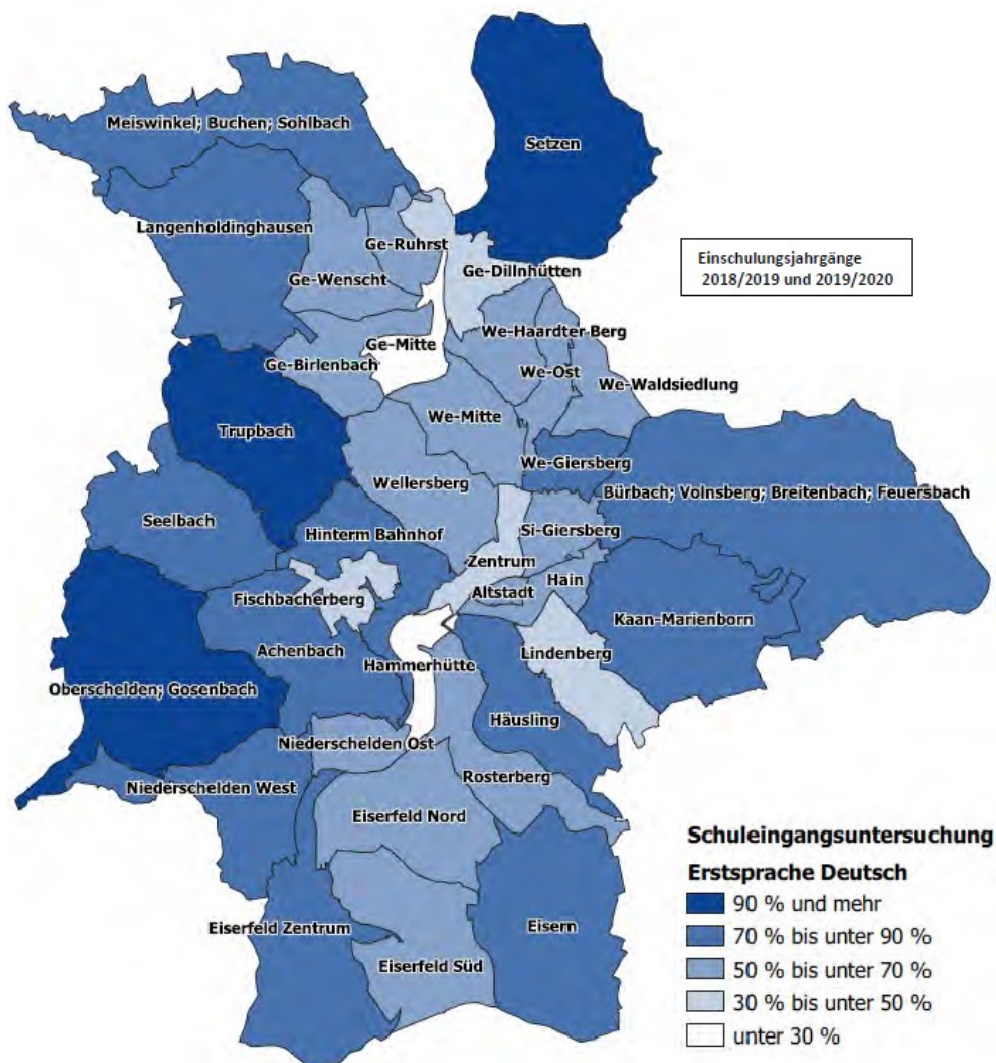 Meiswinkel; Buchen; Sohlbach
Setzen
Langenholdinghausen
Ge-Ruhrst
Ge-Wenscht
Ge-Dillnhütten
Einschulungsjahrgänge
2018/2019 und 2019/2020
Ge-Mitte
We-Haardter Berg
Ge-Birlenbach
We-Ost
We-Waldsiedlung
We-Mitte
Trupbach
We-Giersberg
Wellersberg
Bürbach; Volnsberg; Breitenbach; Feuersbach
Seelbach
Hinterm Bahnhof
Si-Giersberg
Zentrum
Hain
Fischbacherberg
Altstadt
Kaan-Marienborn
Achenbach
Lindenberg
Hammerhütte
Oberschelden; Gosenbach
Häusling
Niederschelden Ost
Rosterberg
Niederschelden West
Eiserfeld Nord
Eiserfeld Zentrum
Eisern
Eiserfeld Süd
Schuleingangsuntersuchung
Erstsprache Deutsch
90 % und mehr
70 % bis unter 90 %
50 % bis unter 70 %
30 % bis unter 50 %
unter 30 %